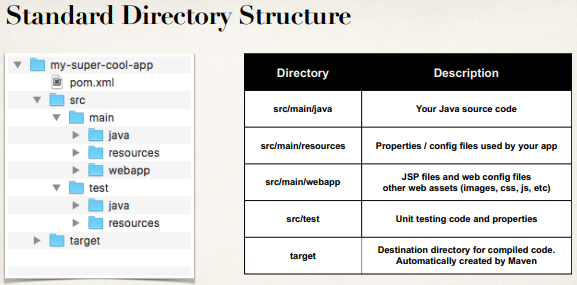 Standard Directory Structure
my-super-cool-app
pom.xml
src
main
java
resources
webapp
test
java
resources
target
Directory Description
src/main/java Your Java source code
src/main/resources Properties / config files used by your app
src/main/webapp JSP files and web config files
other web assets (images, css, js, etc)
src/test Unit testing code and properties
target Destination directory for compiled code.
Automatically created by Maven